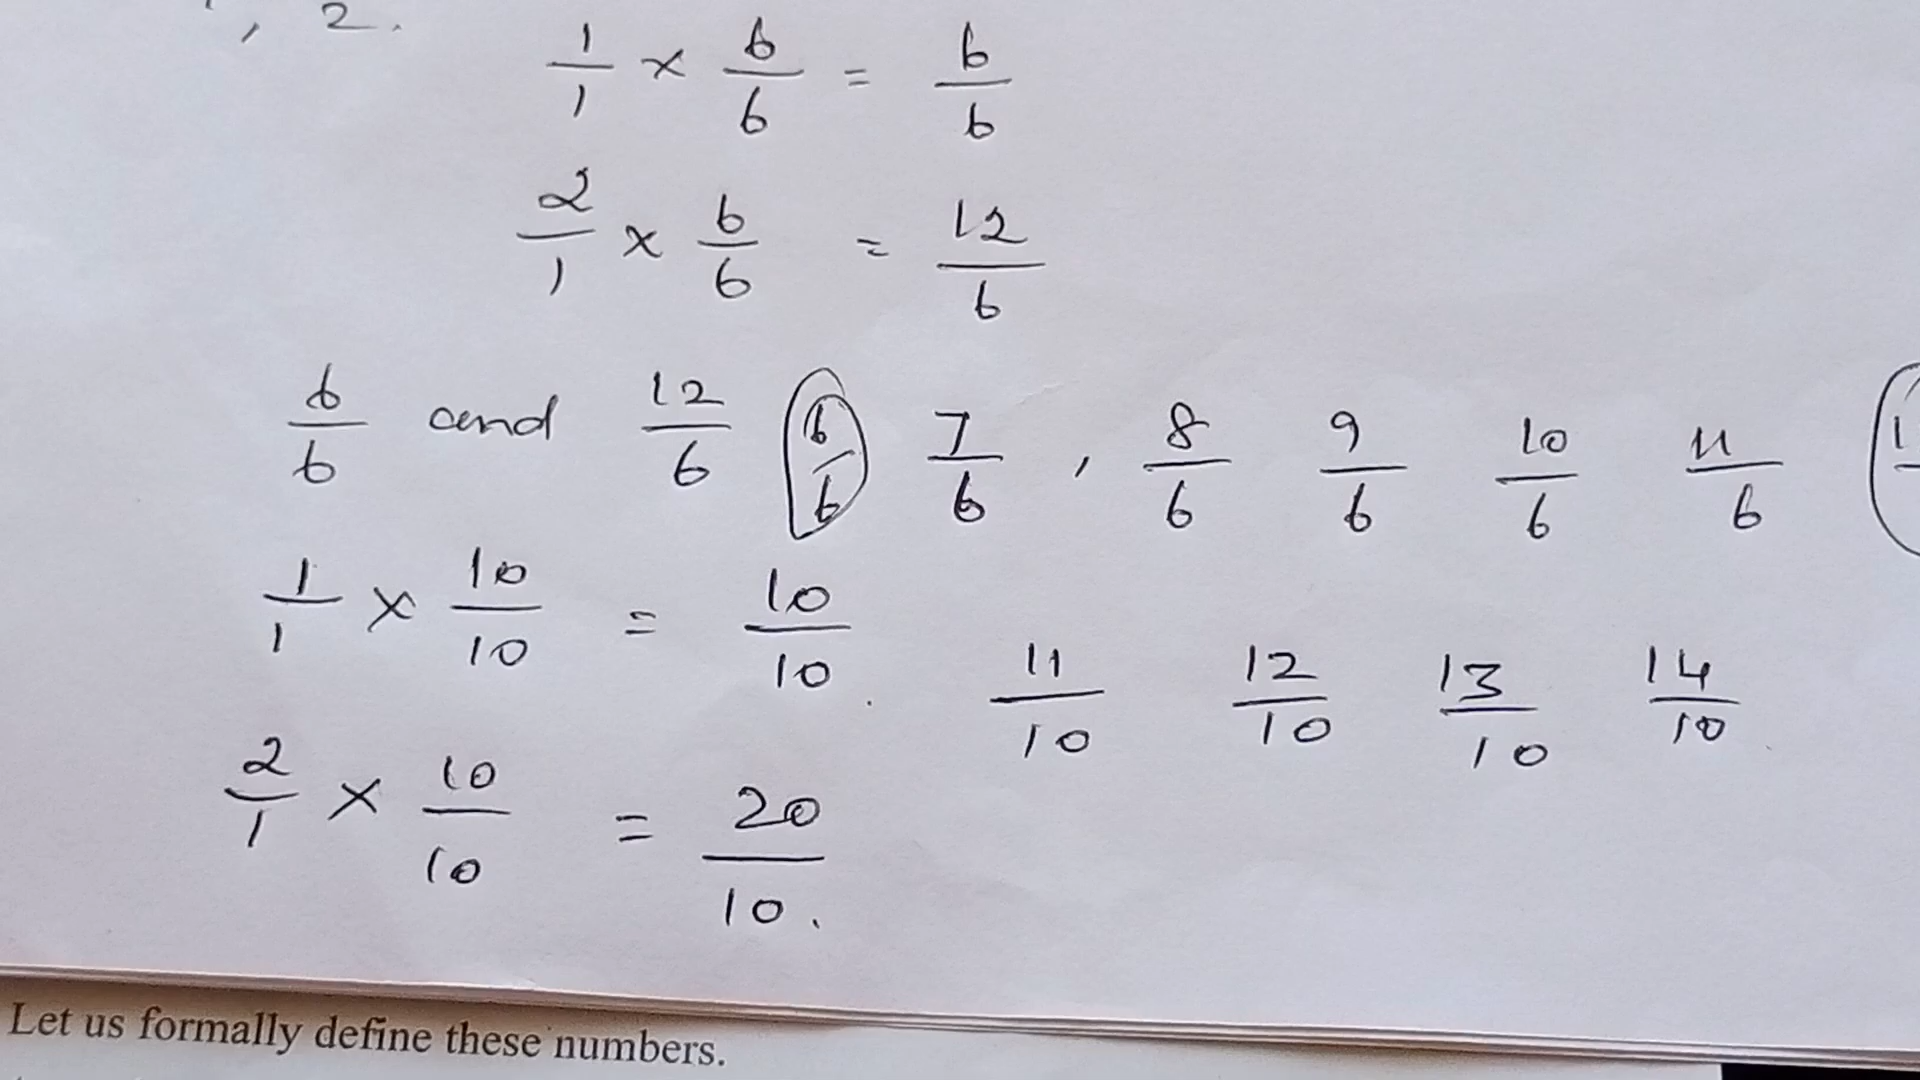 , 2.
1/1 × 6/6 = 6/6
2/1 × 6/6 = 12/6
6/6 and 12/6 6/6 7/6 , 8/6 9/6 10/6 11/6
1/1 × 10/10 = 10/10 . 11/10 12/10 13/10 14/10
2/1 × 10/10 = 20/10.
Let us formally define these numbers.